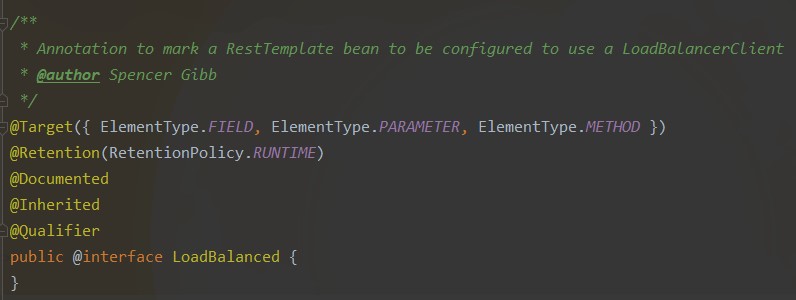 /**
 * Annotation to mark a RestTemplate bean to be configured to use a LoadBalancerClient
 * @author Spencer Gibb
 */
@Target({ ElementType.FIELD, ElementType.PARAMETER, ElementType.METHOD })
@Retention(RetentionPolicy.RUNTIME)
@Documented
@Inherited
@Qualifier
public @interface LoadBalanced {
}